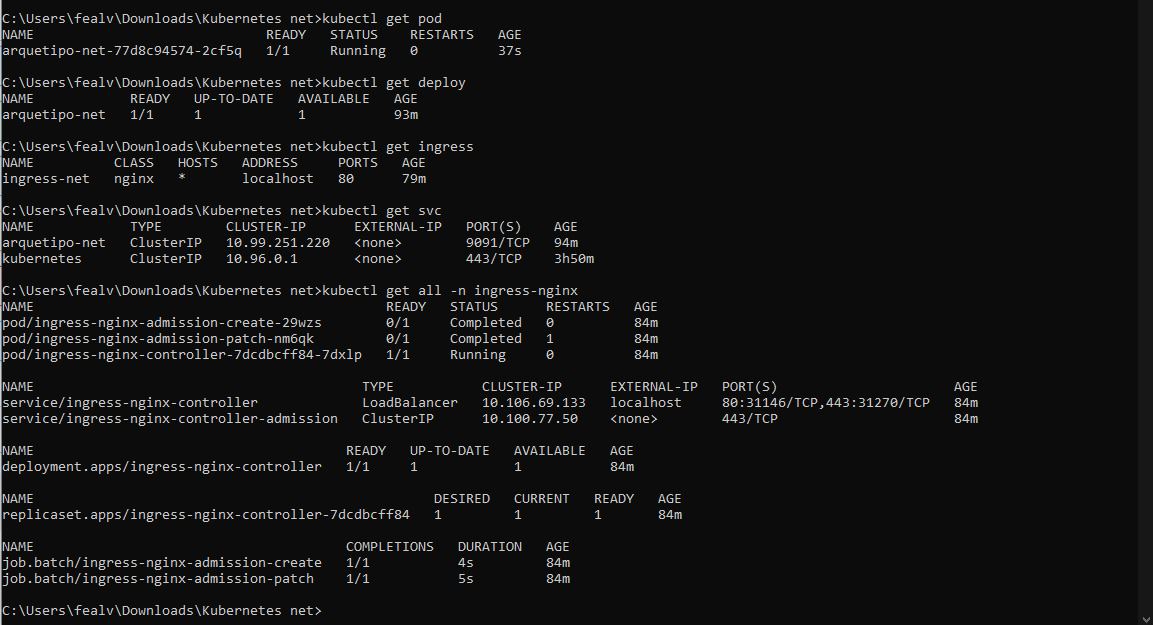 C:\Users\fealv\Downloads\Kubernetes net>kubectl get pod
NAME                             READY   STATUS    RESTARTS   AGE
arquetipo-net-77d8c94574-2cf5q   1/1     Running   0          37s
C:\Users\fealv\Downloads\Kubernetes net>kubectl get deploy
NAME            READY   UP-TO-DATE   AVAILABLE   AGE
arquetipo-net   1/1     1            1           93m
C:\Users\fealv\Downloads\Kubernetes net>kubectl get ingress
NAME          CLASS   HOSTS   ADDRESS     PORTS   AGE
ingress-net   nginx   *       localhost   80      79m
C:\Users\fealv\Downloads\Kubernetes net>kubectl get svc
NAME            TYPE        CLUSTER-IP      EXTERNAL-IP   PORT(S)    AGE
arquetipo-net   ClusterIP   10.99.251.220   <none>        9091/TCP   94m
kubernetes      ClusterIP   10.96.0.1       <none>        443/TCP    3h50m
C:\Users\fealv\Downloads\Kubernetes net>kubectl get all -n ingress-nginx
NAME                                            READY   STATUS      RESTARTS   AGE
pod/ingress-nginx-admission-create-29wzs        0/1     Completed   0          84m
pod/ingress-nginx-admission-patch-nm6qk         0/1     Completed   1          84m
pod/ingress-nginx-controller-7dcdbcff84-7dxlp   1/1     Running     0          84m
NAME                                         TYPE           CLUSTER-IP      EXTERNAL-IP   PORT(S)                      AGE
service/ingress-nginx-controller             LoadBalancer   10.106.69.133   localhost     80:31146/TCP,443:31270/TCP   84m
service/ingress-nginx-controller-admission   ClusterIP      10.100.77.50    <none>        443/TCP                      84m
NAME                                       READY   UP-TO-DATE   AVAILABLE   AGE
deployment.apps/ingress-nginx-controller   1/1     1            1           84m
NAME                                                  DESIRED   CURRENT   READY   AGE
replicaset.apps/ingress-nginx-controller-7dcdbcff84   1         1         1       84m
NAME                                       COMPLETIONS   DURATION   AGE
job.batch/ingress-nginx-admission-create   1/1           4s         84m
job.batch/ingress-nginx-admission-patch    1/1           5s         84m
C:\Users\fealv\Downloads\Kubernetes net>